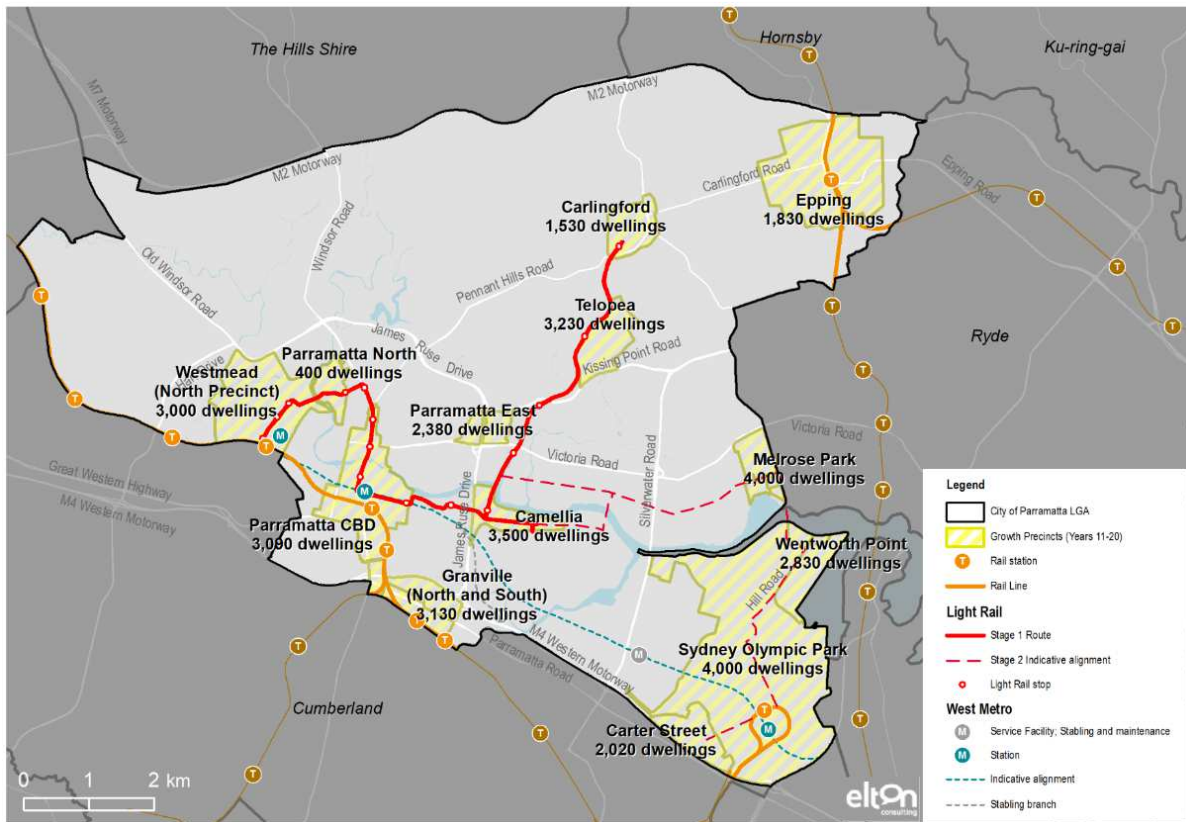 The Hills Shire
Hornsby
Ku-ring-gai
M7 Motorway
M2 Motorway
M2 Motorway
Carlingford Road
Epping Road
Epping
1,830 dwellings
Carlingford
1,530 dwellings
Old Windsor Road
Windsor Road
Pennant Hills Road
Telopea
3,230 dwellings
Ryde
James Ruse Drive
Kissing Point Road
Parramatta North
400 dwellings
Westmead
(North Precinct)
3,000 dwellings
Parramatta East
2,380 dwellings
Victoria Road
Victoria Road
Silverwater Road
Melrose Park
4,000 dwellings
Great Western Highway
M4 Western Motorway
James Ruse Drive
Parramatta CBD
3,090 dwellings
Camellia
3,500 dwellings
Wentworth Point
2,830 dwellings
Hill Road
Granville
(North and South)
3,130 dwellings
M4 Western Motorway
Parramatta Road
Sydney Olympic Park
4,000 dwellings
Carter Street
2,020 dwellings
Cumberland
0 1 2 km
elton
consulting
Legend
City of Parramatta LGA
Growth Precincts (Years 11-20)
T Rail station
Rail Line
Light Rail
Stage 1 Route
Stage 2 Indicative alignment
Light Rail stop
West Metro
M Service Facility; Stabling and maintenance
M Station
Indicative alignment
Stabling branch